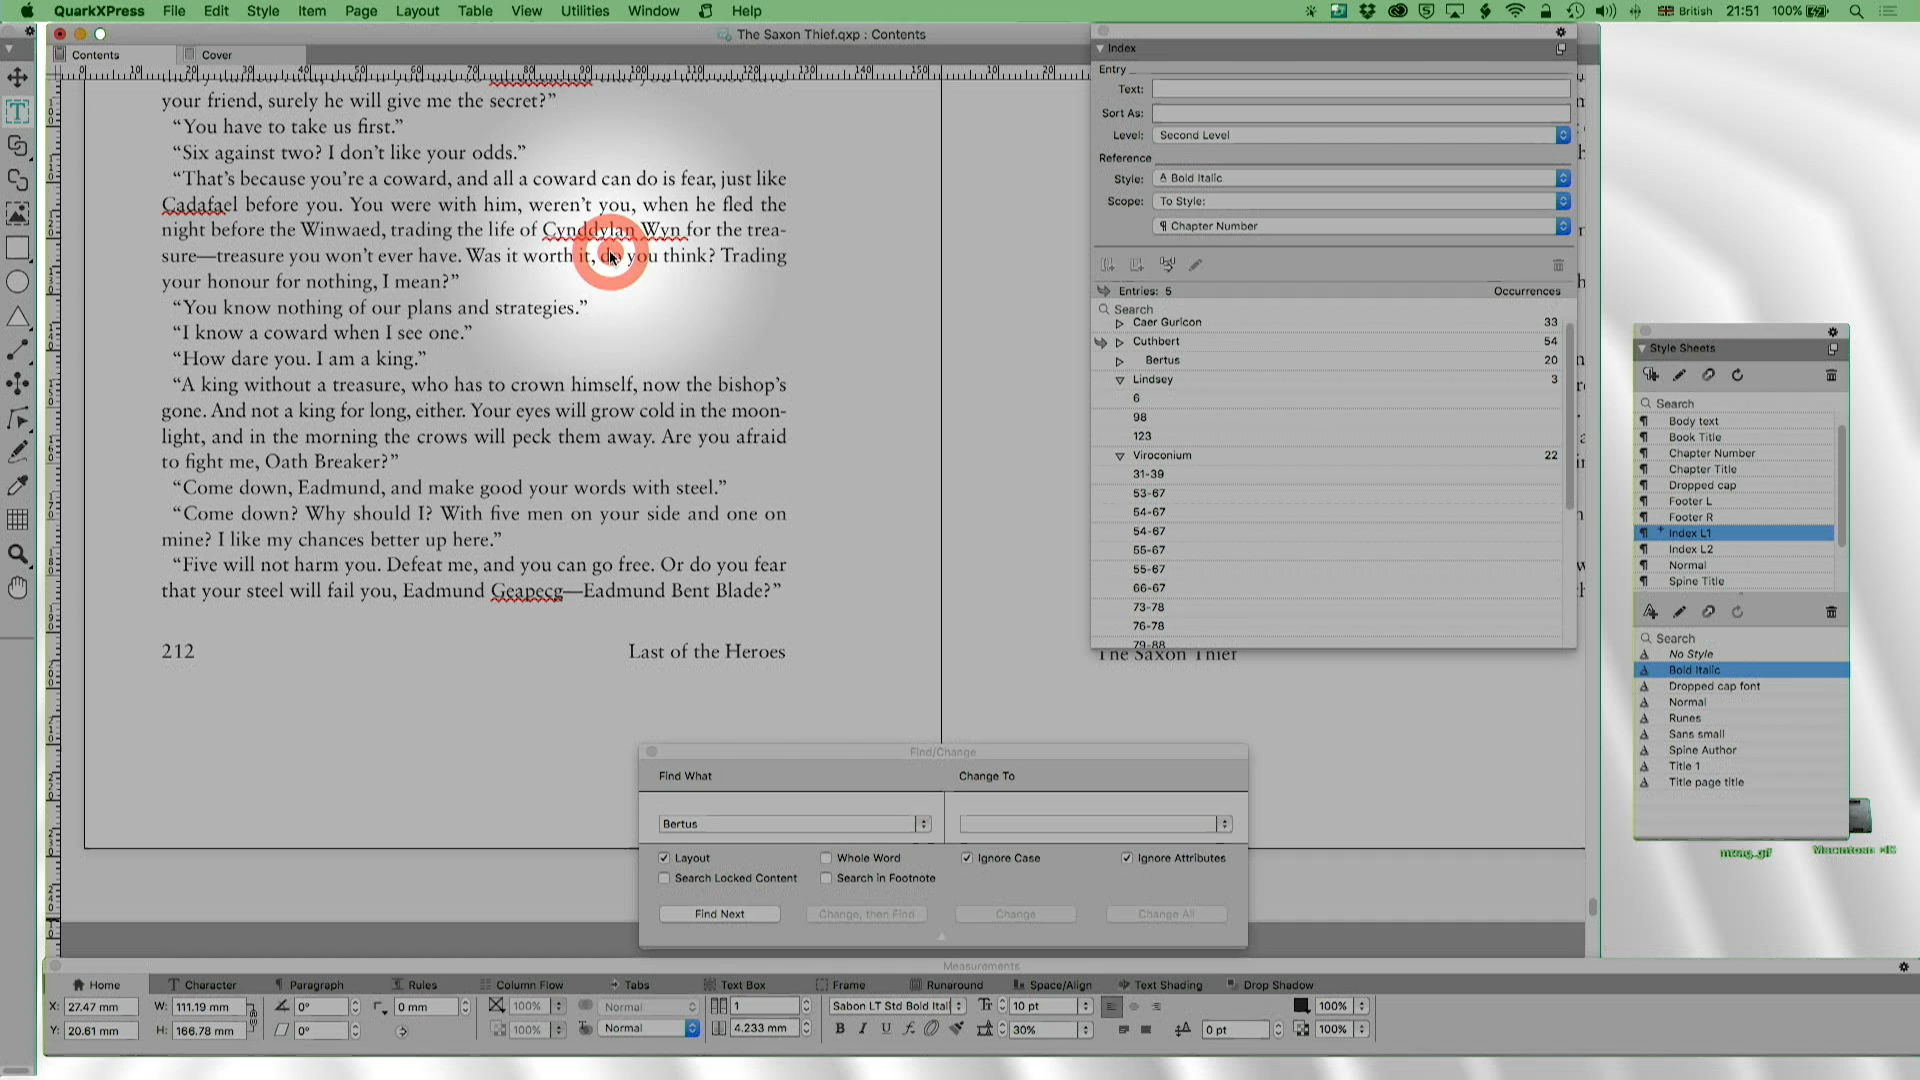 QuarkXPress File Edit Style Item Page Layout Table View Utilities Window Help British 21:51 100%
The Saxon Thief.qxp : Contents
Contents Cover
your friend, surely he will give me the secret?”
“You have to take us first.”
“Six against two? I don’t like your odds.”
“That’s because you’re a coward, and all a coward can do is fear, just like
Cadafael before you. You were with him, weren’t you, when he fled the
night before the Winwaed, trading the life of Cynddylan Wyn for the trea-
sure—treasure you won’t ever have. Was it worth it, do you think? Trading
your honour for nothing, I mean?”
“You know nothing of our plans and strategies.”
“I know a coward when I see one.”
“How dare you. I am a king.”
“A king without a treasure, who has to crown himself, now the bishop’s
gone. And not a king for long, either. Your eyes will grow cold in the moon-
light, and in the morning the crows will peck them away. Are you afraid
to fight me, Oath Breaker?”
“Come down, Eadmund, and make good your words with steel.”
“Come down? Why should I? With five men on your side and one on
mine? I like my chances better up here.”
“Five will not harm you. Defeat me, and you can go free. Or do you fear
that your steel will fail you, Eadmund Geapecg—Eadmund Bent Blade?”
212 Last of the Heroes
The Saxon Thief
Index
Entry
Text:
Sort As:
Level: Second Level
Reference
Style: A Bold Italic
Scope: To Style:
¶ Chapter Number
Entries: 5 Occurrences
Search
Caer Guricon 33
Cuthbert 54
Bertus 20
Lindsey 3
6
98
123
Viroconium 22
31-39
53-67
54-67
54-67
55-67
55-67
66-67
73-78
76-78
79-88
Style Sheets
Search
Body text
Book Title
Chapter Number
Chapter Title
Dropped cap
Footer L
Footer R
Index L1
Index L2
Normal
Spine Title
Search
No Style
Bold Italic
Dropped cap font
Normal
Runes
Sans small
Spine Author
Title 1
Title page title
Find/Change
Find What Change To
Bertus
Layout Whole Word Ignore Case Ignore Attributes
Search Locked Content Search in Footnote
Find Next Change, then Find Change Change All
Measurements
Home Character Paragraph Rules Column Flow Tabs Text Box Frame Runaround Space/Align Text Shading Drop Shadow
X: 27.47 mm W: 111.19 mm 0° 0 mm 100% Normal 1 Sabon LT Std Bold Ital 10 pt 100%
Y: 20.61 mm H: 166.78 mm 0° 100% Normal 4.233 mm B I U 30% 0 pt 100%